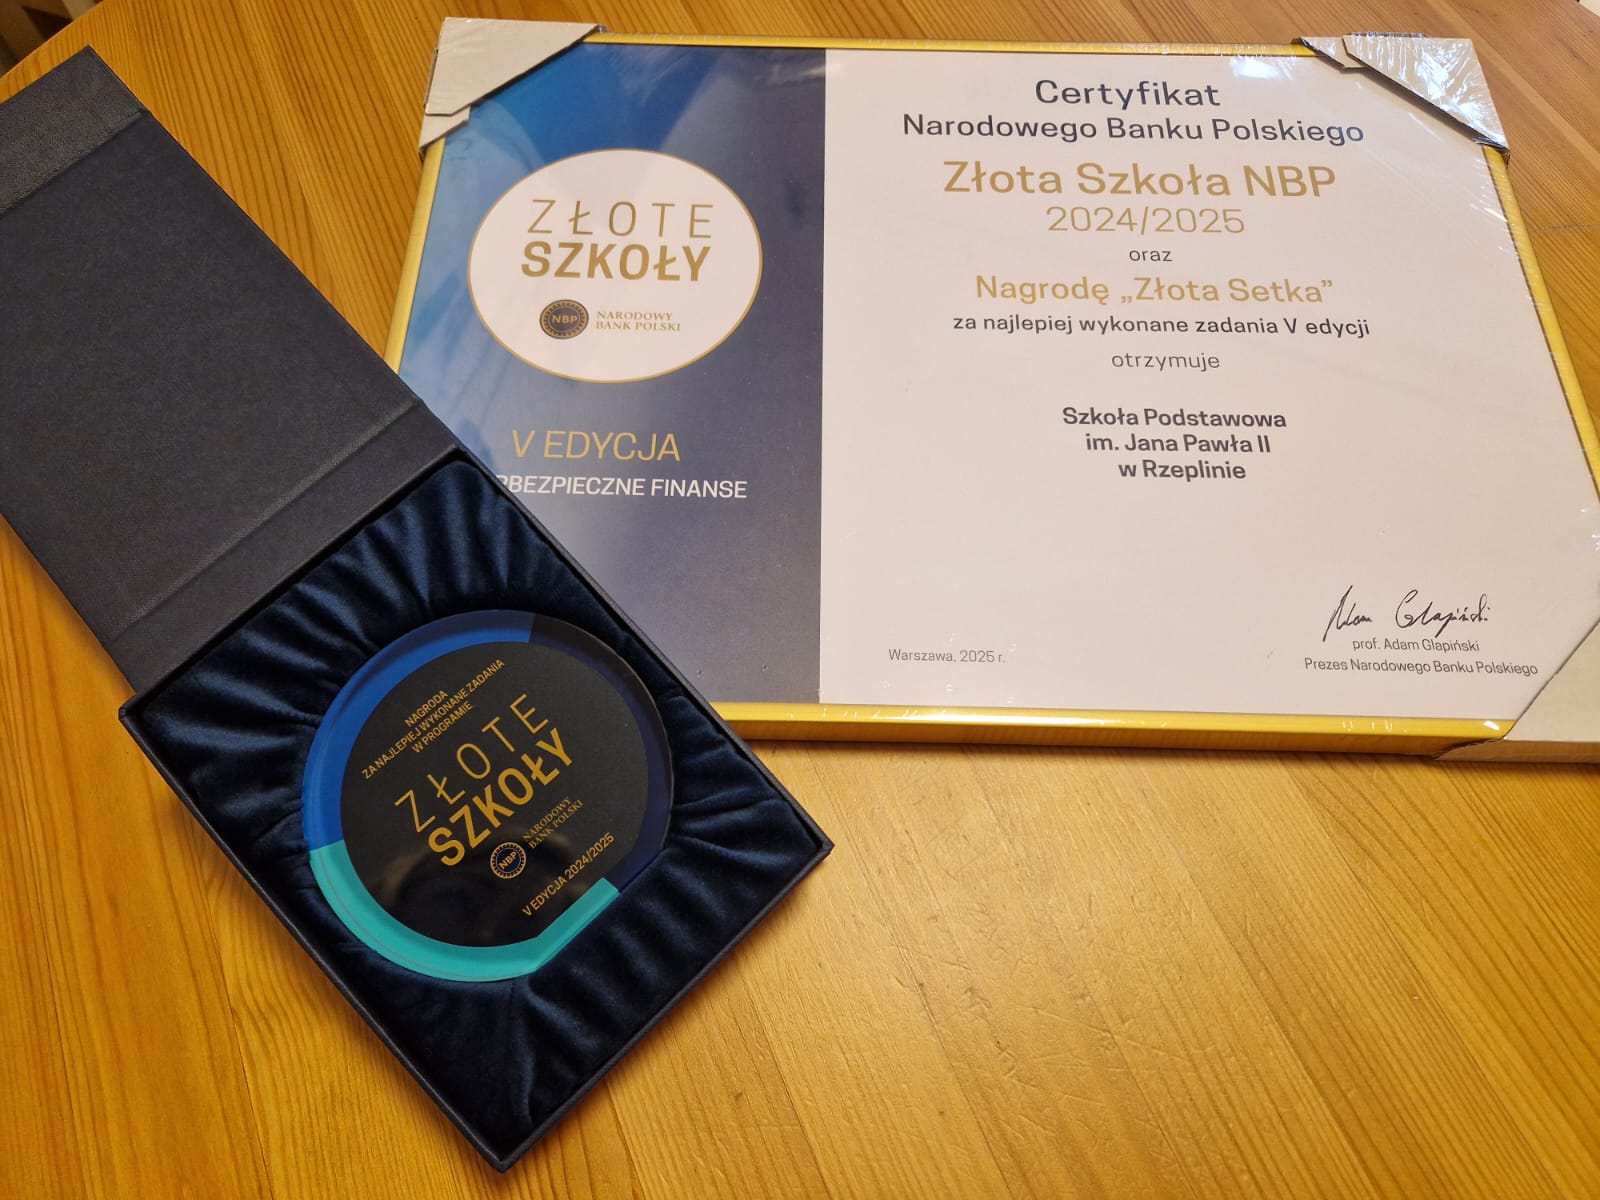 ZŁOTE
SZKOŁY
NBP
NARODOWY
BANK POLSKI
V EDYCJA
FINANSE
Certyfikat
Narodowego Banku Polskiego
Złota Szkoła NBP
2024/2025
oraz
Nagrodę „Złota Setka”
za najlepiej wykonane zadania V edycji
otrzymuje
Szkoła Podstawowa
im. Jana Pawła II
w Rzeplinie
Warszawa, 2025 r.
Adam Glapiński
prof. Adam Glapiński
Prezes Narodowego Banku Polskiego
NAGRODA
ZA NAJLEPIEJ WYKONANE ZADANIA
W PROGRAMIE
ZŁOTE
SZKOŁY
NBP
NARODOWY
BANK POLSKI
V EDYCJA 2024/2025